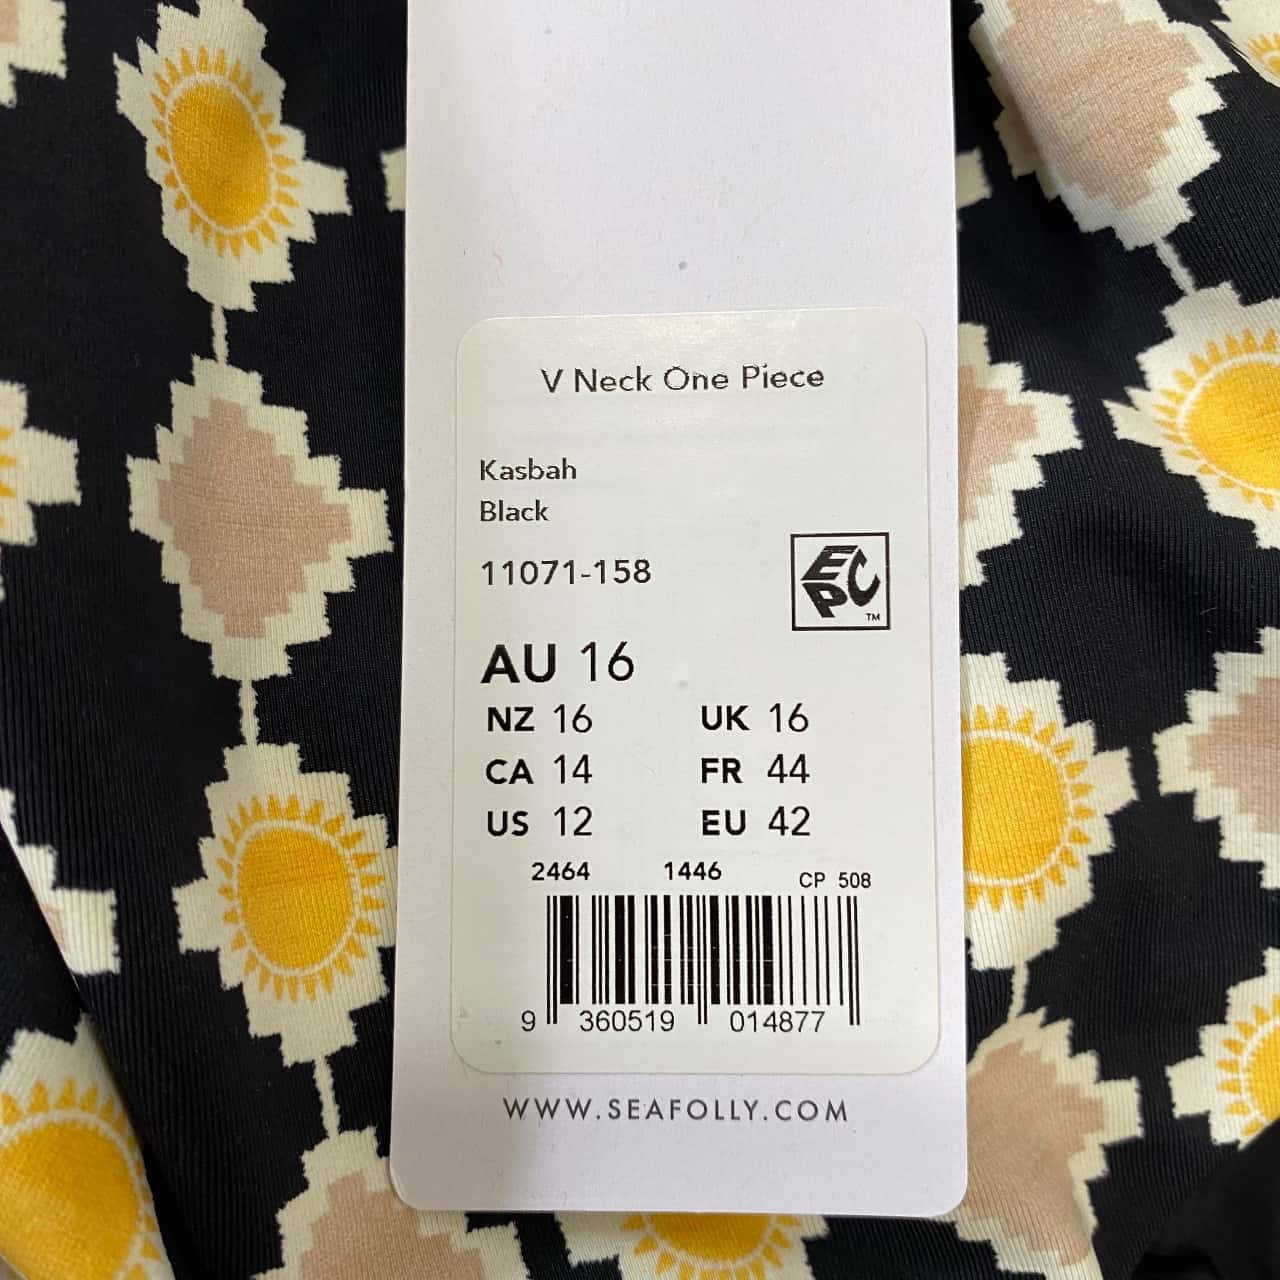 V Neck One Piece
Kasbah
Black
11071-158
EPC™
AU 16
NZ 16 UK 16
CA 14 FR 44
US 12 EU 42
2464 1446 CP 508
9 360519 014877
WWW.SEAFOLLY.COM